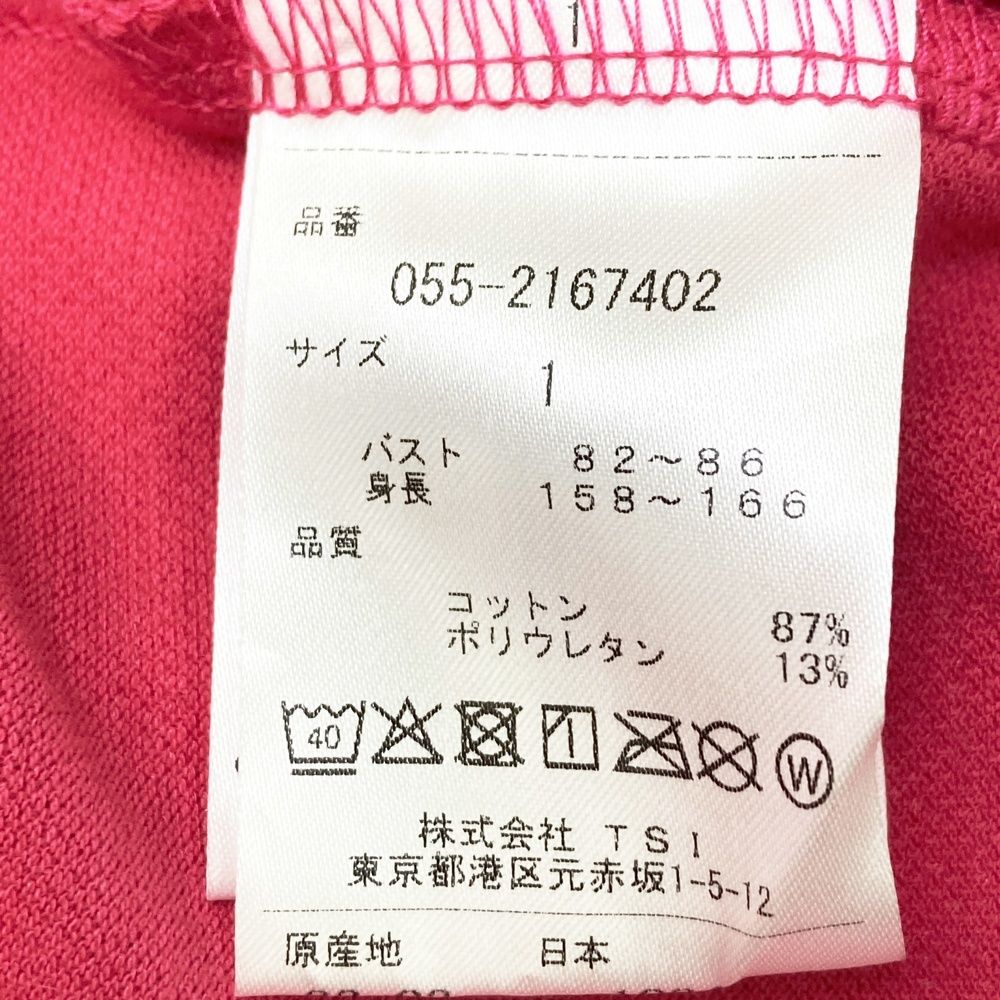 1
品番
055-2167402
サイズ
1
バスト 82～86
身長 158～166
品質
コットン 87%
ポリウレタン 13%
40 W
株式会社 TSI
東京都港区元赤坂1-5-12
原産地 日本